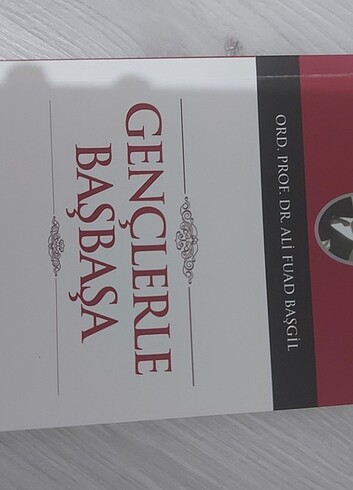 ORD. PROF. DR. ALİ FUAD BAŞGİL
GENÇLERLE
BAŞBAŞA